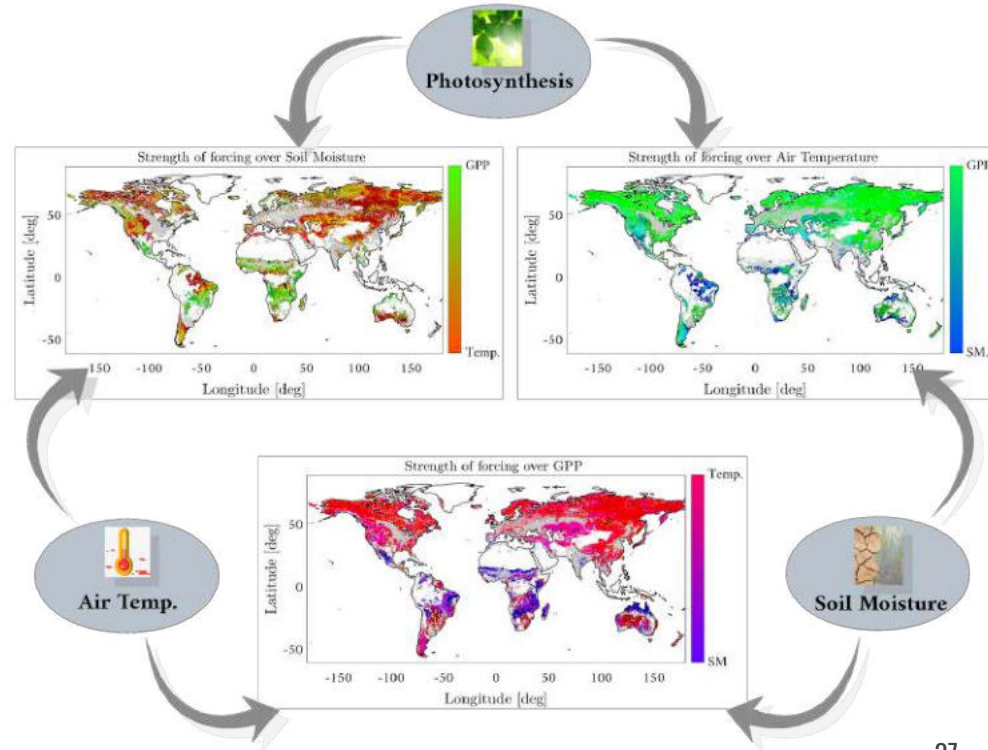 Photosynthesis
Strength of forcing over Soil Moisture
GPP
Temp.
50
0
-50
Latitude [deg]
150 -100 -50 0 50 100 150
Longitude [deg]
Strength of forcing over Air Temperature
GPP
SM.
50
0
-50
Latitude [deg]
-150 -100 -50 0 50 100 150
Longitude [deg]
Strength of forcing over GPP
Temp.
SM
50
0
-50
Latitude [deg]
-150 -100 -50 0 50 100 150
Longitude [deg]
Air Temp.
Soil Moisture